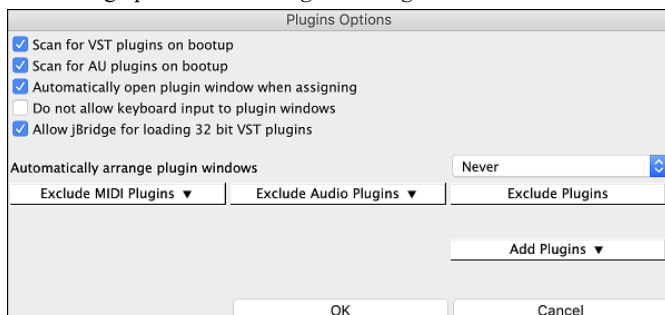 Plugins Options
Scan for VST plugins on bootup
Scan for AU plugins on bootup
Automatically open plugin window when assigning
Do not allow keyboard input to plugin windows
Allow jBridge for loading 32 bit VST plugins
Automatically arrange plugin windows Never
Exclude MIDI Plugins ▼ Exclude Audio Plugins ▼ Exclude Plugins
Add Plugins ▼
OK Cancel